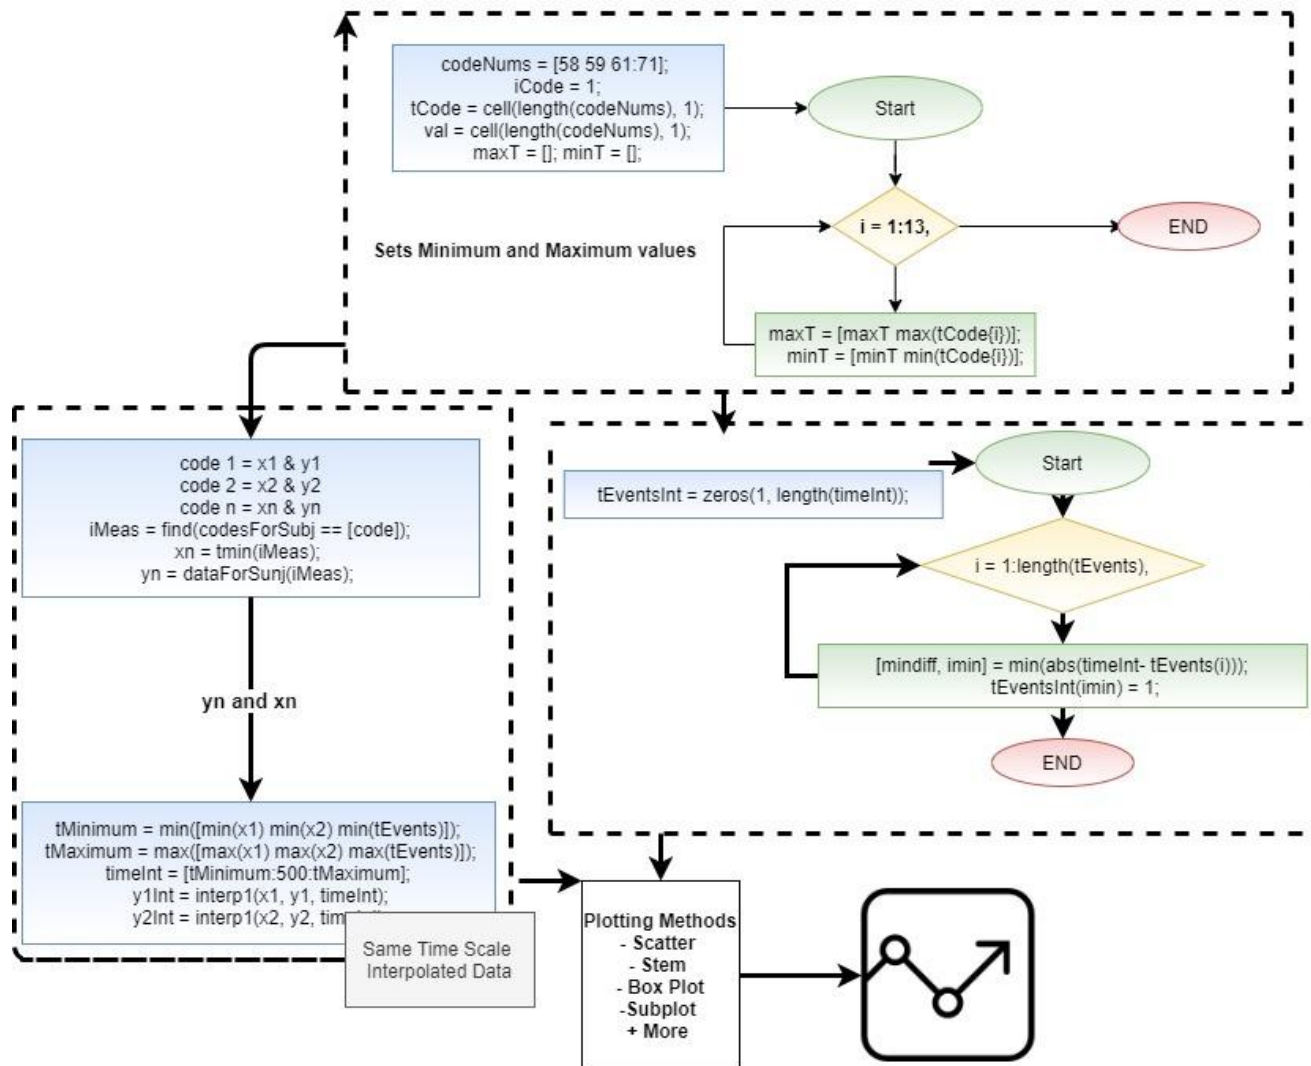 codeNums = [58 59 61:71];
iCode = 1;
tCode = cell(length(codeNums), 1);
val = cell(length(codeNums), 1);
maxT = []; minT = [];
Start
i = 1:13,
END
Sets Minimum and Maximum values
maxT = [maxT max(tCode{i})];
minT = [minT min(tCode{i})];
code 1 = x1 & y1
code 2 = x2 & y2
code n = xn & yn
iMeas = find(codesForSubj == [code]);
xn = tmin(iMeas);
yn = dataForSunj(iMeas);
yn and xn
tMinimum = min([min(x1) min(x2) min(tEvents)]);
tMaximum = max([max(x1) max(x2) max(tEvents)]);
timeInt = [tMinimum:500:tMaximum];
y1Int = interp1(x1, y1, timeInt);
y2Int = interp1(x2, y2,
Same Time Scale
Interpolated Data
tEventsInt = zeros(1, length(timeInt));
Start
i = 1:length(tEvents),
[mindiff, imin] = min(abs(timeInt- tEvents(i)));
tEventsInt(imin) = 1;
END
Plotting Methods
- Scatter
- Stem
- Box Plot
-Subplot
+ More